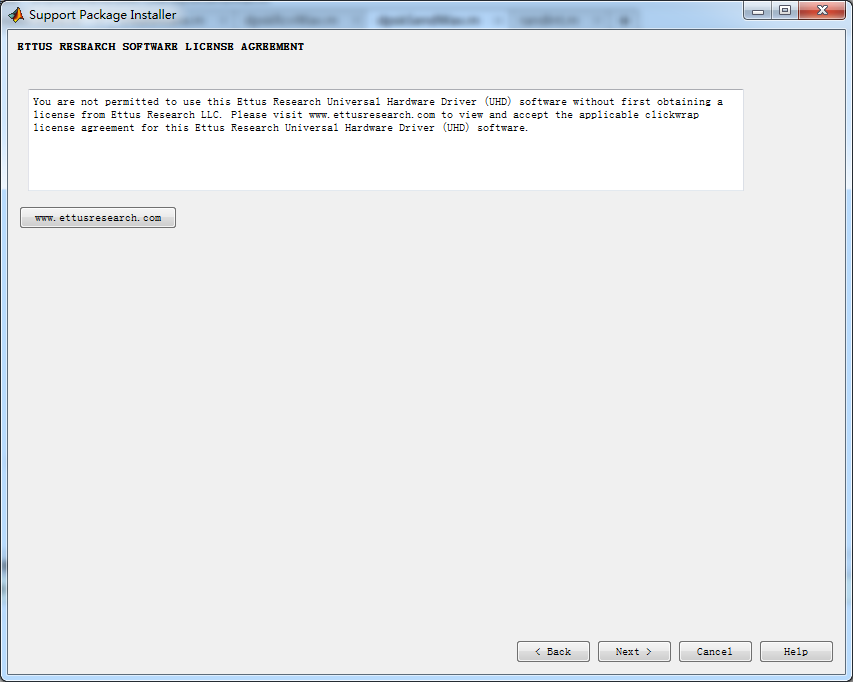 Support Package Installer
ETTUS RESEARCH SOFTWARE LICENSE AGREEMENT
You are not permitted to use this Ettus Research Universal Hardware Driver (UHD) software without first obtaining a
license from Ettus Research LLC. Please visit www.ettusresearch.com to view and accept the applicable clickwrap
license agreement for this Ettus Research Universal Hardware Driver (UHD) software.
www.ettusresearch.com
< Back
Next >
Cancel
Help